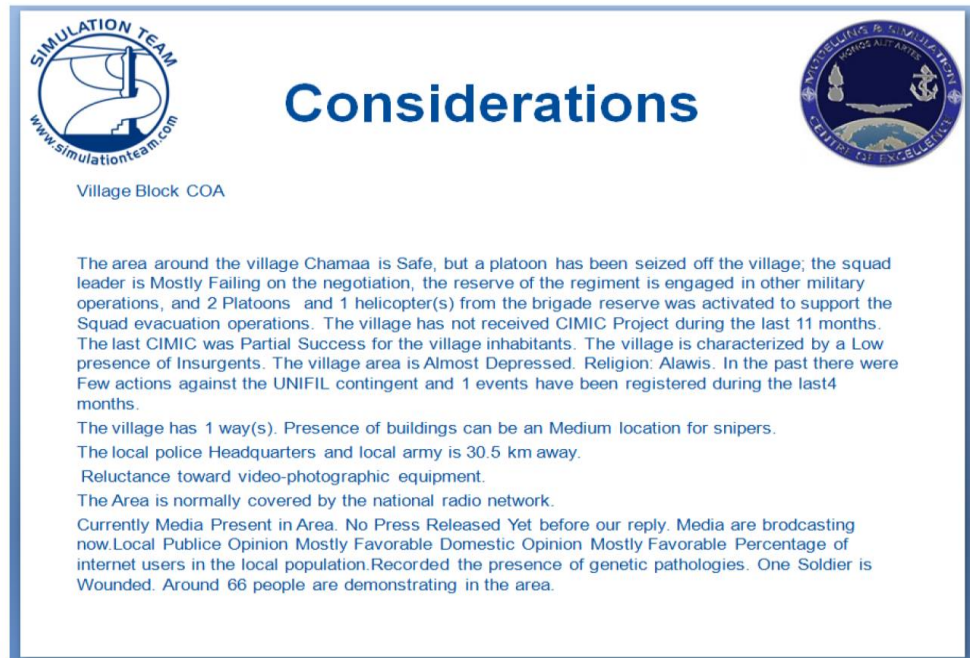 SIMULATION TEAM
www.simulationteam.com
MODELLING & SIMULATION
HONOS ALIT ARTES
CENTRE OF EXCELLENCE
Considerations
Village Block COA
The area around the village Chamaa is Safe, but a platoon has been seized off the village; the squad
leader is Mostly Failing on the negotiation, the reserve of the regiment is engaged in other military
operations, and 2 Platoons and 1 helicopter(s) from the brigade reserve was activated to support the
Squad evacuation operations. The village has not received CIMIC Project during the last 11 months.
The last CIMIC was Partial Success for the village inhabitants. The village is characterized by a Low
presence of Insurgents. The village area is Almost Depressed. Religion: Alawis. In the past there were
Few actions against the UNIFIL contingent and 1 events have been registered during the last4
months.
The village has 1 way(s). Presence of buildings can be an Medium location for snipers.
The local police Headquarters and local army is 30.5 km away.
Reluctance toward video-photographic equipment.
The Area is normally covered by the national radio network.
Currently Media Present in Area. No Press Released Yet before our reply. Media are brodcasting
now.Local Publice Opinion Mostly Favorable Domestic Opinion Mostly Favorable Percentage of
internet users in the local population.Recorded the presence of genetic pathologies. One Soldier is
Wounded. Around 66 people are demonstrating in the area.